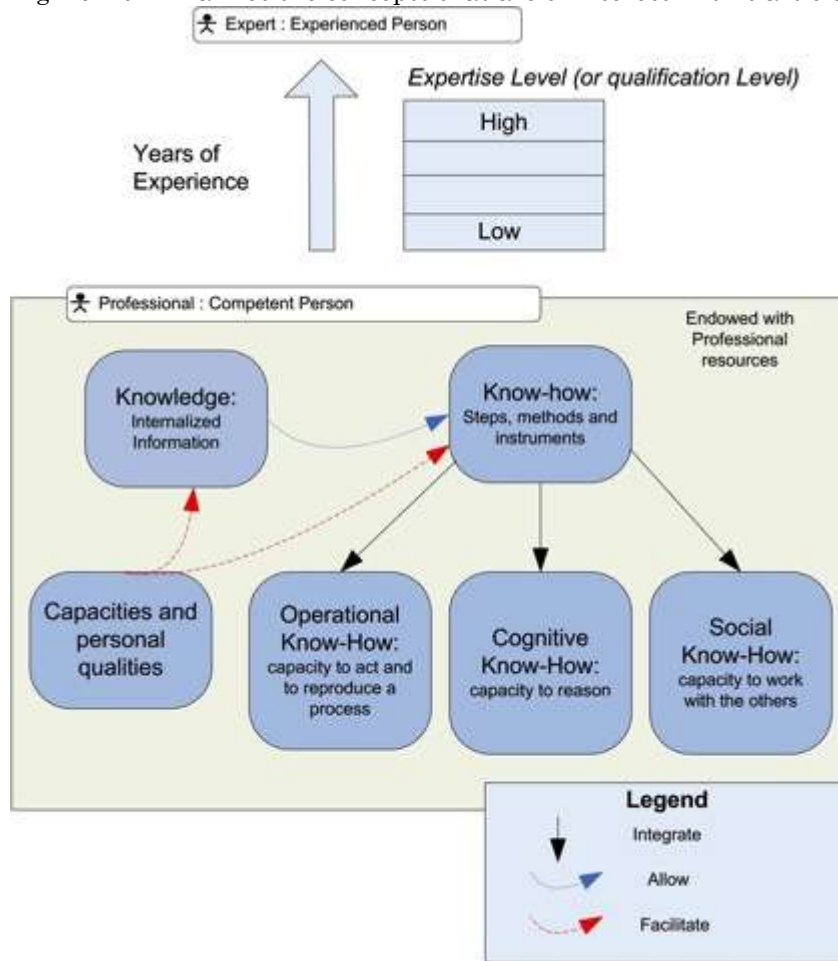 Expert : Experienced Person
Expertise Level (or qualification Level)
High
Low
Years of
Experience
Professional : Competent Person
Endowed with
Professional
resources
Knowledge:
Internalized
Information
Know-how:
Steps, methods and
instruments
Capacities and
personal
qualities
Operational
Know-How:
capacity to act and
to reproduce a
process
Cognitive
Know-How:
capacity to reason
Social
Know-How:
capacity to work
with the others
Legend
Integrate
Allow
Facilitate